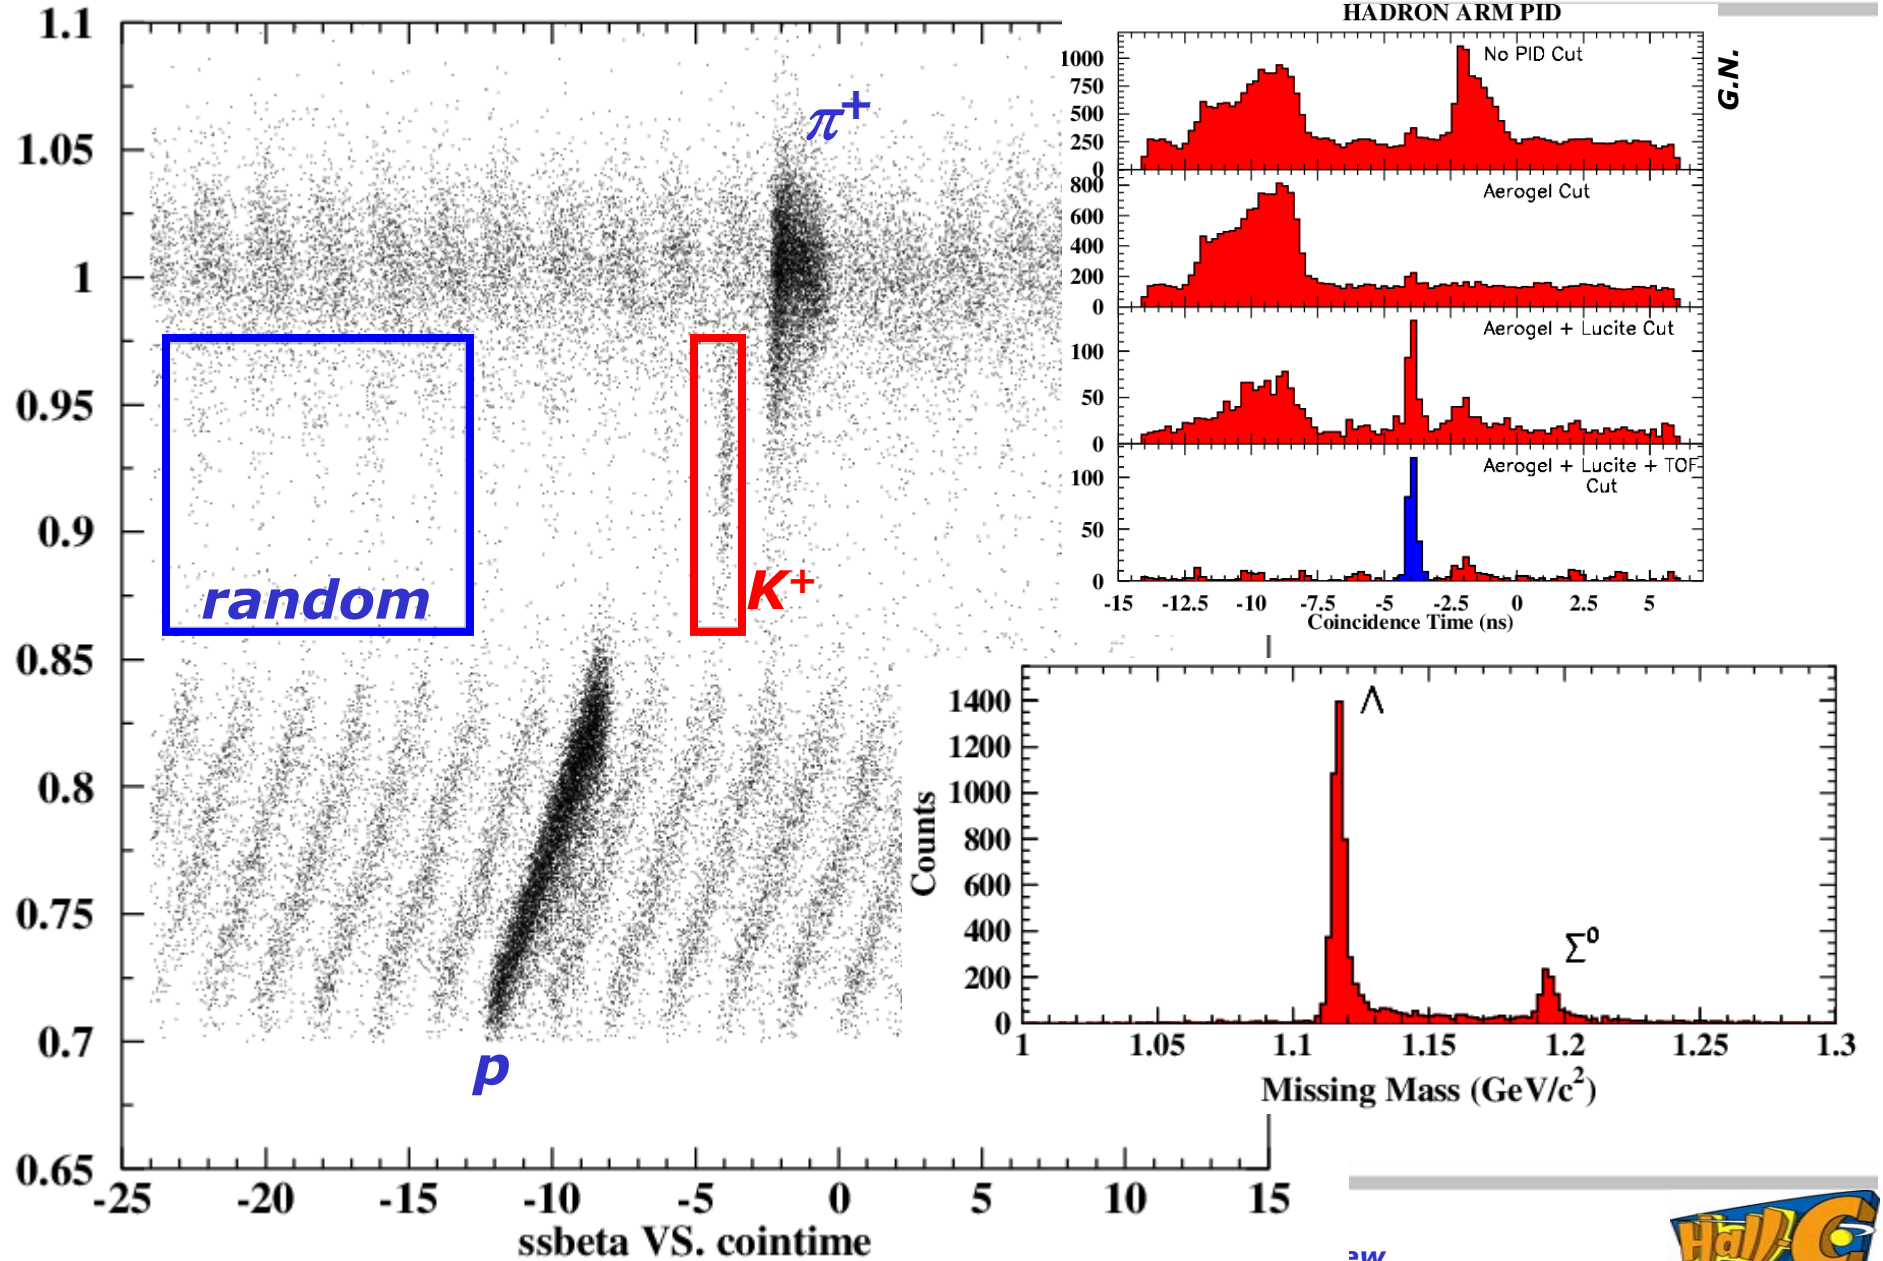 1.1
1.05
1
0.95
0.9
0.85
0.8
0.75
0.7
0.65
-25 -20 -15 -10 -5 0 5 10 15
ssbeta VS. cointime
π+
K+
random
p
HADRON ARM PID
G.N.
No PID Cut
1000
750
500
250
0
Aerogel Cut
800
600
400
200
0
Aerogel + Lucite Cut
100
50
0
Aerogel + Lucite + TOF
Cut
100
50
0
-15 -12.5 -10 -7.5 -5 -2.5 0 2.5 5
Coincidence Time (ns)
Λ
Σ0
Counts
1400
1200
1000
800
600
400
200
0
1 1.05 1.1 1.15 1.2 1.25 1.3
Missing Mass (GeV/c2)
Hall C